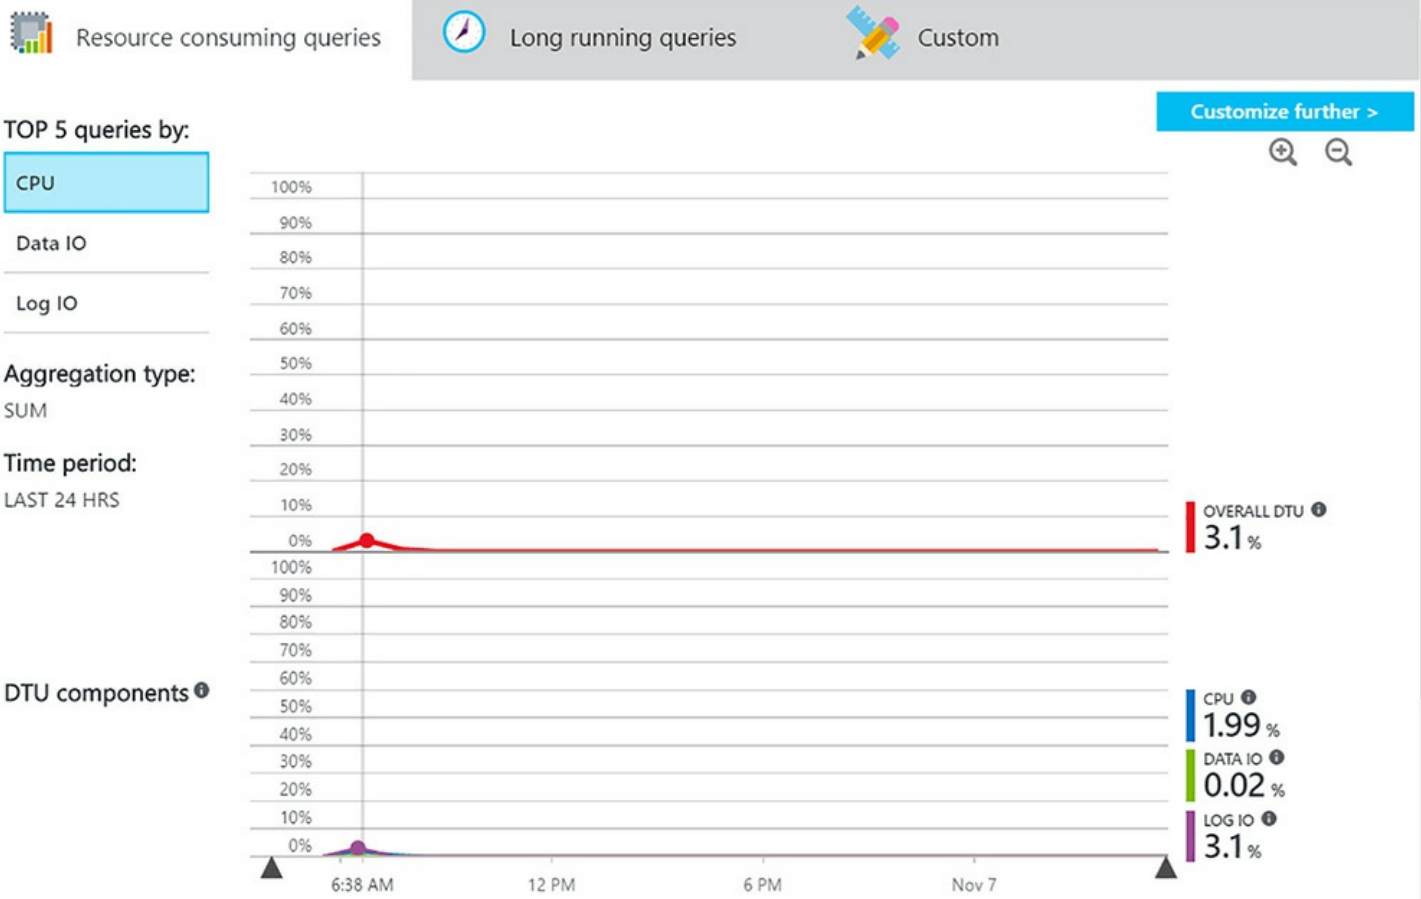 Resource consuming queries
Long running queries
Custom
Customize further >
TOP 5 queries by:
CPU
Data IO
Log IO
Aggregation type:
SUM
Time period:
LAST 24 HRS
100%
90%
80%
70%
60%
50%
40%
30%
20%
10%
0%
OVERALL DTU
3.1 %
DTU components
100%
90%
80%
70%
60%
50%
40%
30%
20%
10%
0%
CPU
1.99 %
DATA IO
0.02 %
LOG IO
3.1 %
6:38 AM
12 PM
6 PM
Nov 7